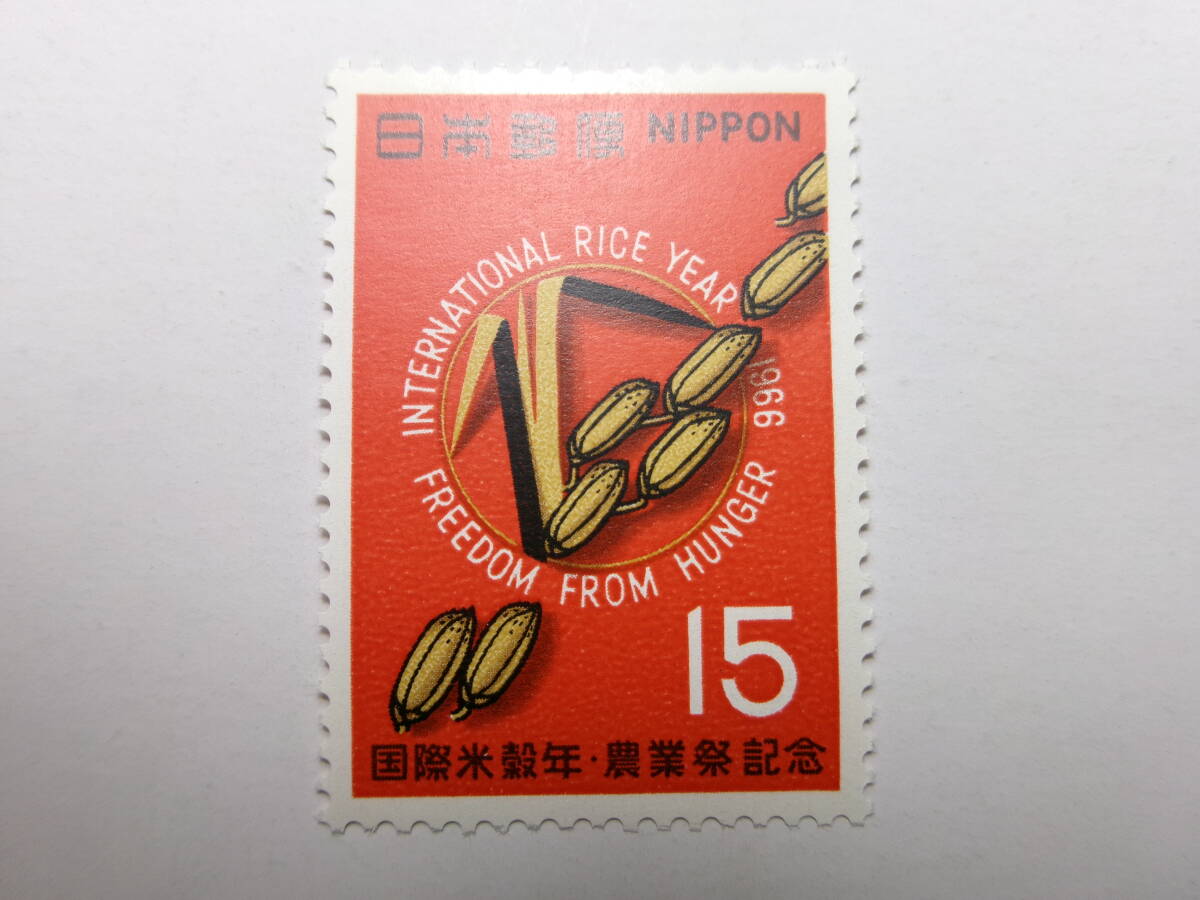 日本郵便 NIPPON
INTERNATIONAL RICE YEAR 1966
FREEDOM FROM HUNGER
15
国際米穀年・農業祭記念